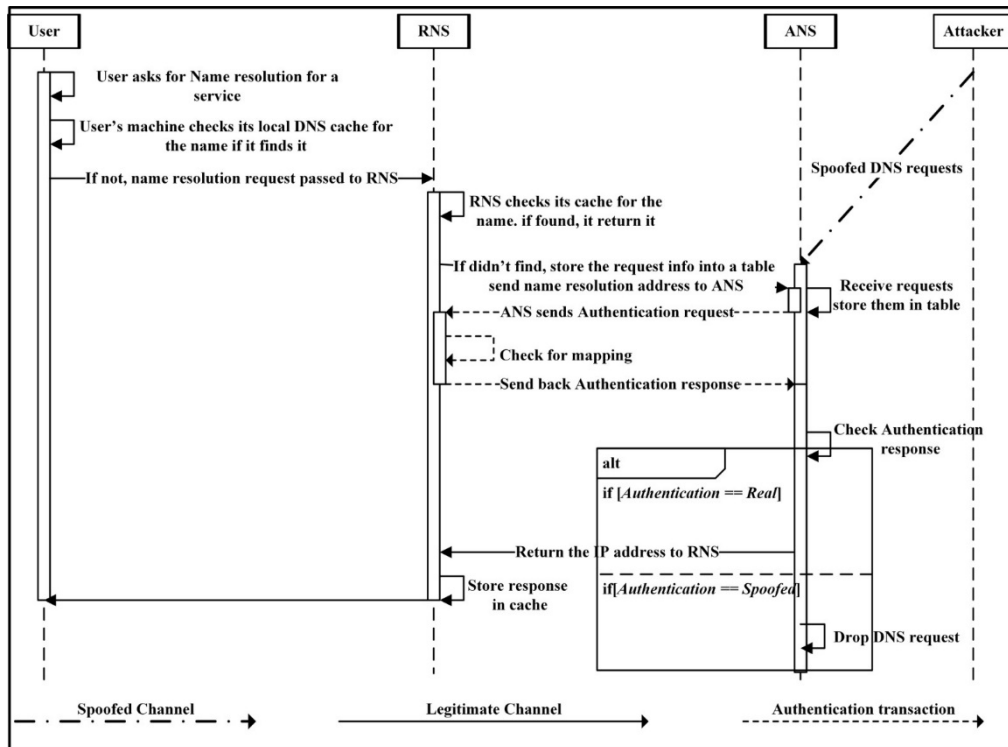 User
RNS
ANS
Attacker
User asks for Name resolution for a
service
User's machine checks its local DNS cache for
the name if it finds it
If not, name resolution request passed to RNS
Spoofed DNS requests
RNS checks its cache for the
name. if found, it return it
If didn't find, store the request info into a table
send name resolution address to ANS
Receive requests
store them in table
ANS sends Authentication request
Check for mapping
Send back Authentication response
Check Authentication
response
alt
if [Authentication == Real]
Return the IP address to RNS
Store response
in cache
if[Authentication == Spoofed]
Drop DNS request
Spoofed Channel
Legitimate Channel
Authentication transaction